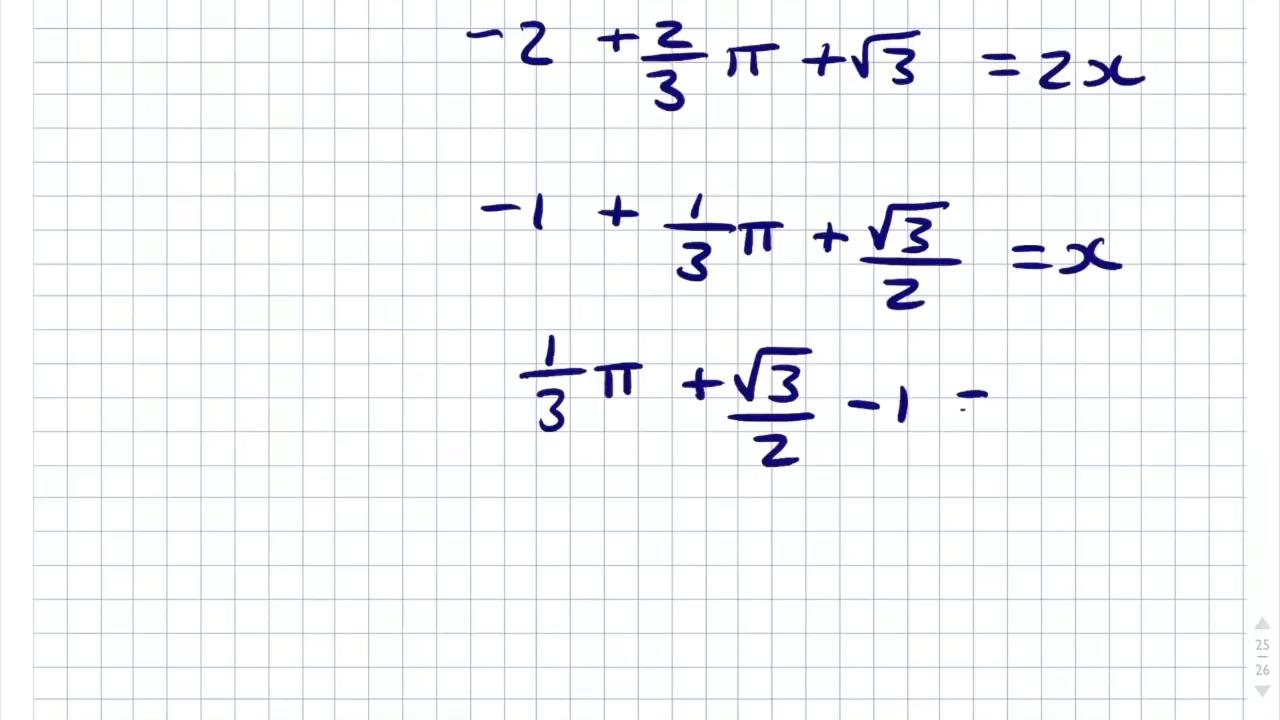 -2 + 2/3 π + √3 = 2x
-1 + 1/3 π + √3/2 = x
1/3 π + √3/2 - 1 =
25
26